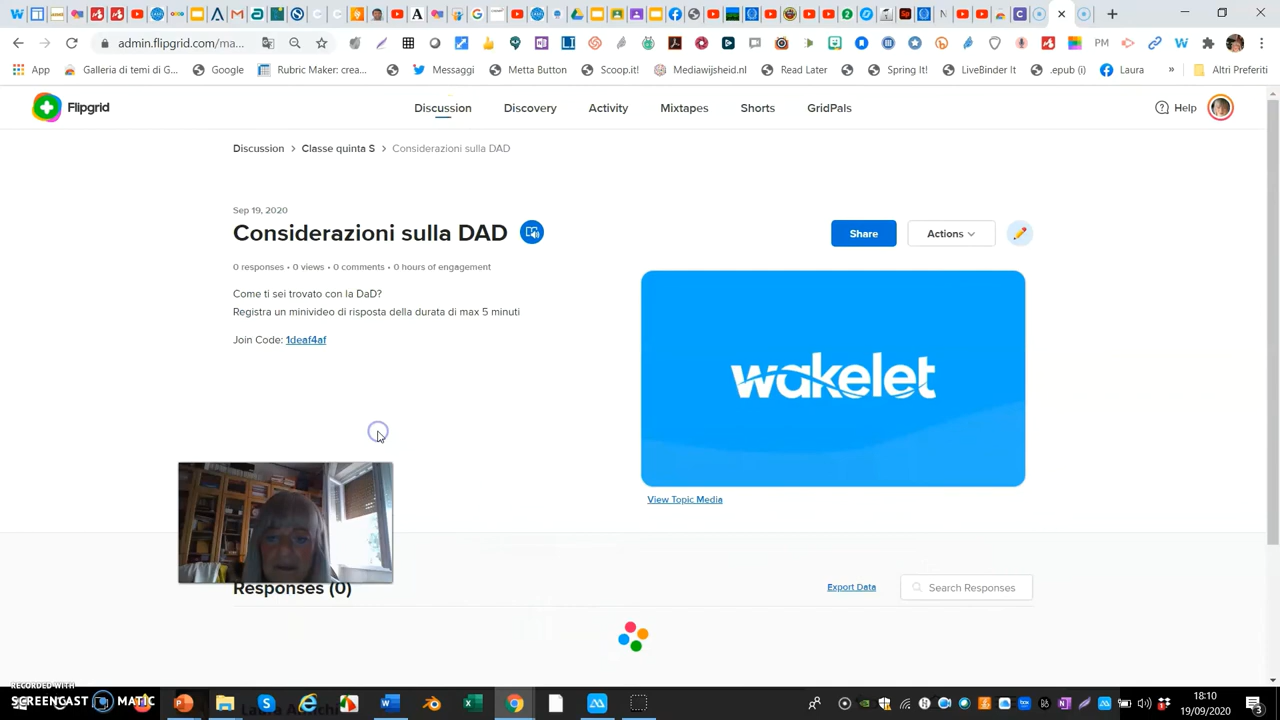 admin.flipgrid.com/ma...
PM
App
Galleria di temi di G...
Google
Rubric Maker: crea...
Messaggi
Metta Button
Scoop.it!
Mediawijsheid.nl
Read Later
Spring It!
LiveBinder It
.epub (i)
Laura
»
Altri Preferiti
Flipgrid
Discussion
Discovery
Activity
Mixtapes
Shorts
GridPals
Help
Discussion > Classe quinta S > Considerazioni sulla DAD
Sep 19, 2020
Considerazioni sulla DAD
Share
Actions
0 responses • 0 views • 0 comments • 0 hours of engagement
Come ti sei trovato con la DaD?
Registra un minivideo di risposta della durata di max 5 minuti
Join Code: 1deaf4af
wakelet
View Topic Media
Responses (0)
Export Data
Search Responses
RECORDED WITH
SCREENCAST MATIC
18:10
19/09/2020
3